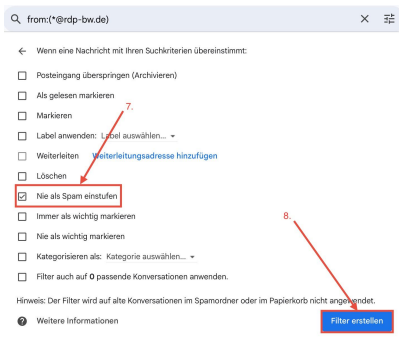 from:(*@rdp-bw.de)
Wenn eine Nachricht mit Ihren Suchkriterien übereinstimmt:
Posteingang überspringen (Archivieren)
Als gelesen markieren
7.
Markieren
Label anwenden: Label auswählen...
Weiterleiten Weiterleitungsadresse hinzufügen
Löschen
Nie als Spam einstufen
Immer als wichtig markieren
8.
Nie als wichtig markieren
Kategorisieren als: Kategorie auswählen...
Filter auch auf 0 passende Konversationen anwenden.
Hinweis: Der Filter wird auf alte Konversationen im Spamordner oder im Papierkorb nicht angewendet.
Weitere Informationen
Filter erstellen